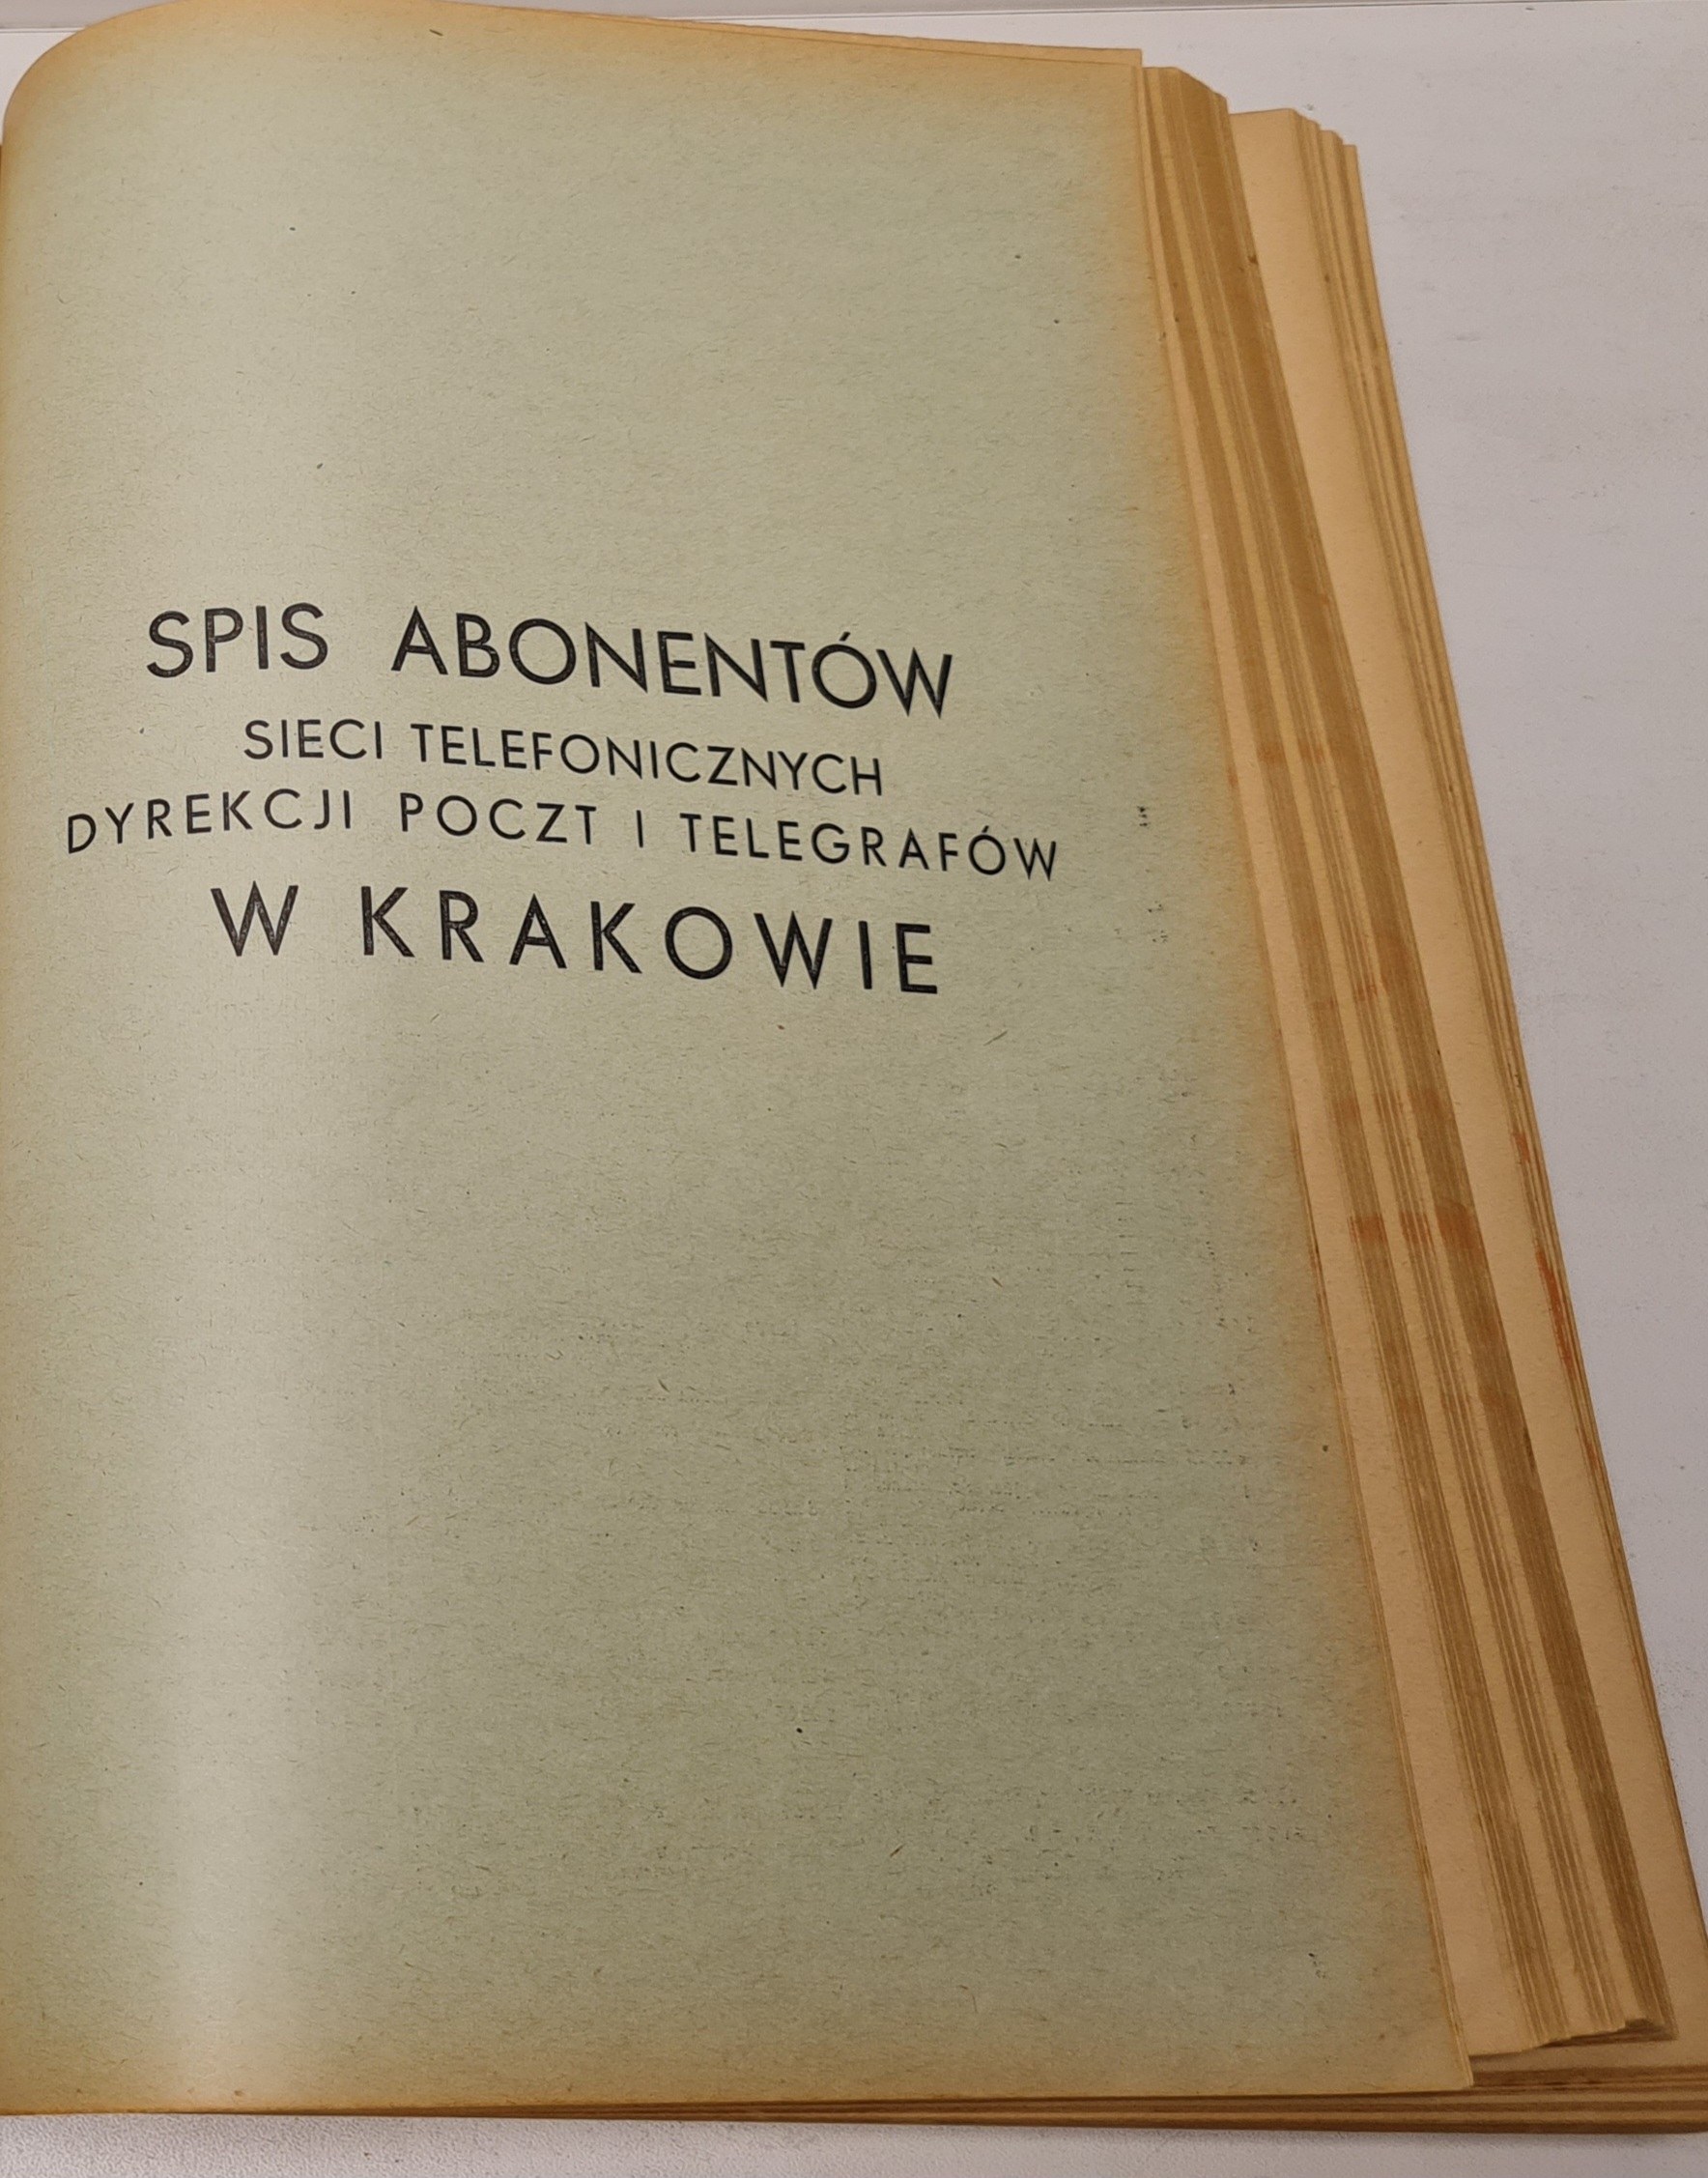 SPIS ABONENTÓW
SIECI TELEFONICZNYCH
DYREKCJI POCZT I TELEGRAFÓW
W KRAKOWIE